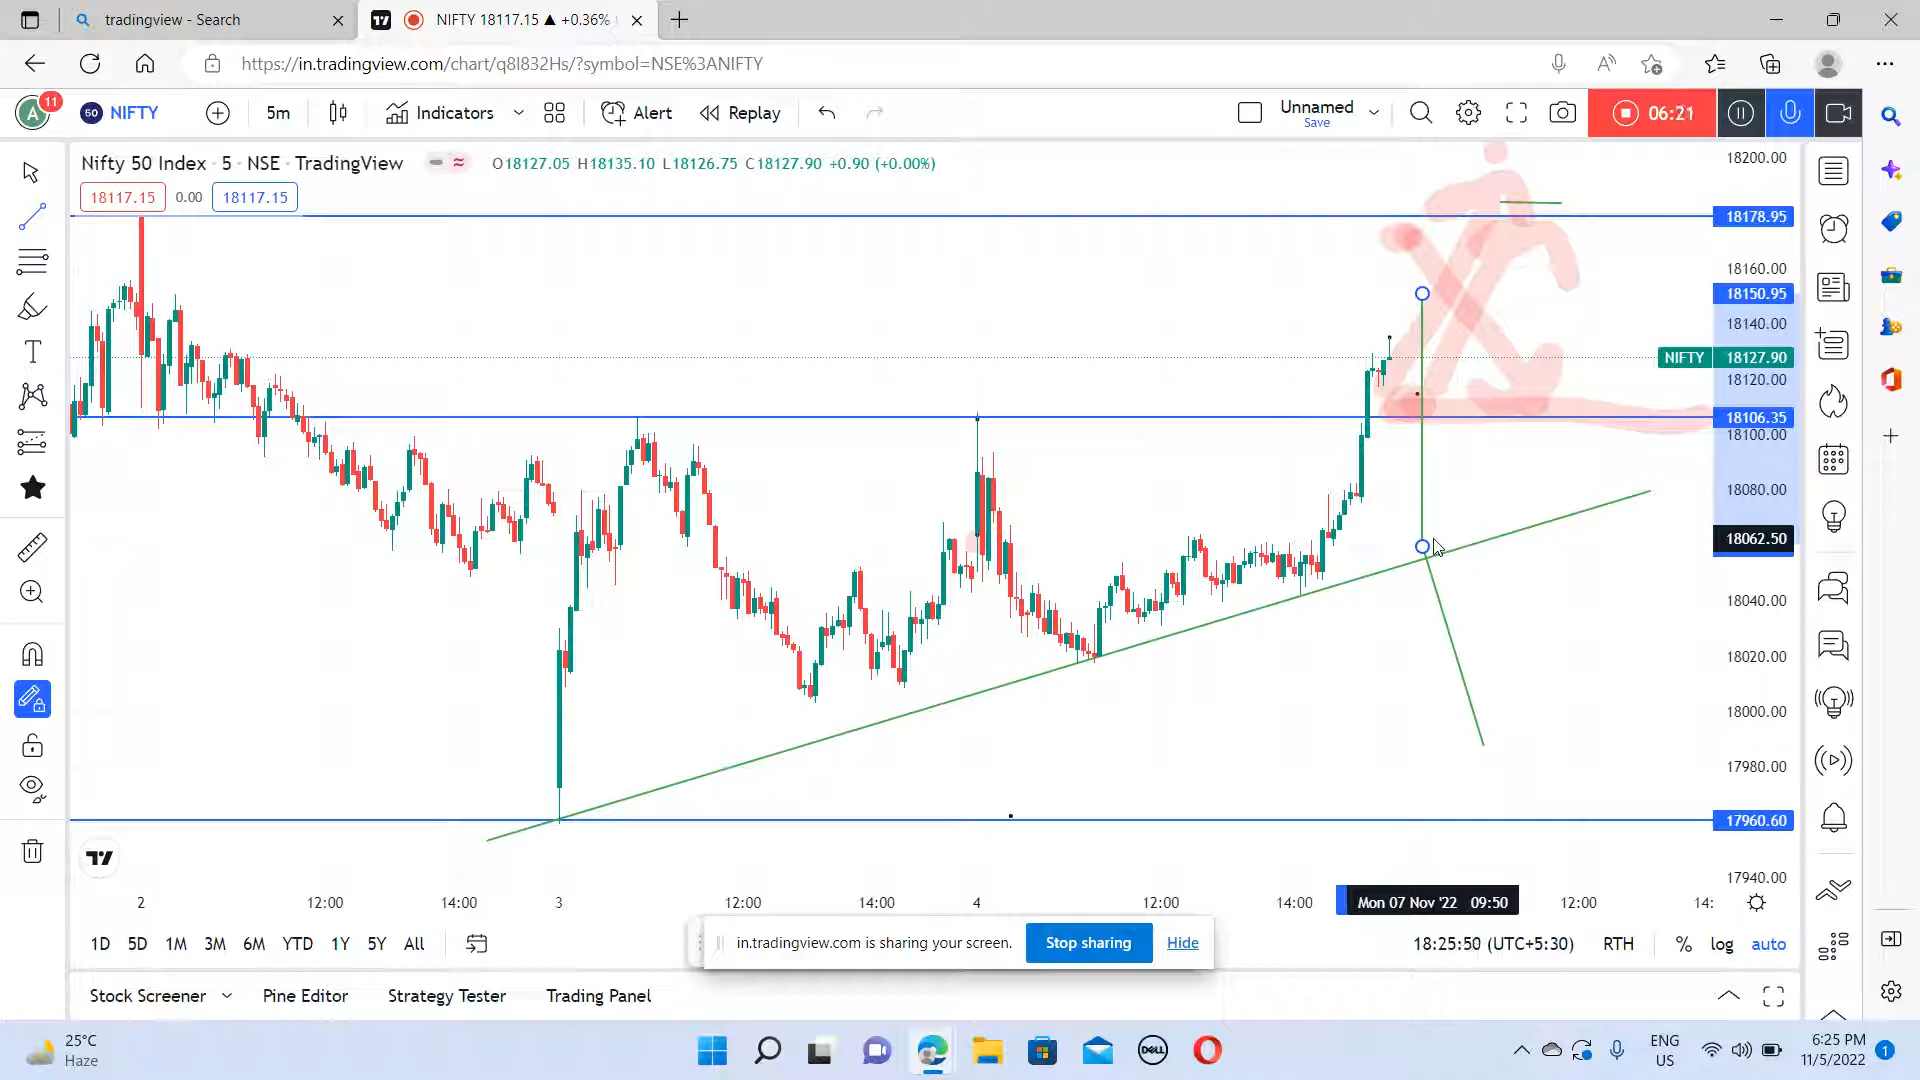 tradingview - Search
NIFTY 18117.15 ▲ +0.36%
https://in.tradingview.com/chart/q8I832Hs/?symbol=NSE%3ANIFTY
A 11 50 NIFTY 5m Indicators Alert Replay Unnamed Save 06:21
Nifty 50 Index · 5 · NSE · TradingView O18127.05 H18135.10 L18126.75 C18127.90 +0.90 (+0.00%)
18117.15 0.00 18117.15
18200.00
18178.95
18160.00
18150.95
18140.00
NIFTY 18127.90
18120.00
18106.35
18100.00
18080.00
18062.50
18040.00
18020.00
18000.00
17980.00
17960.60
17940.00
2 12:00 14:00 3 12:00 14:00 4 12:00 14:00 Mon 07 Nov '22 09:50 12:00 14:
1D 5D 1M 3M 6M YTD 1Y 5Y All
in.tradingview.com is sharing your screen. Stop sharing Hide
18:25:50 (UTC+5:30) RTH % log auto
Stock Screener Pine Editor Strategy Tester Trading Panel
25°C
Haze
DELL
ENG
US
6:25 PM
11/5/2022
1